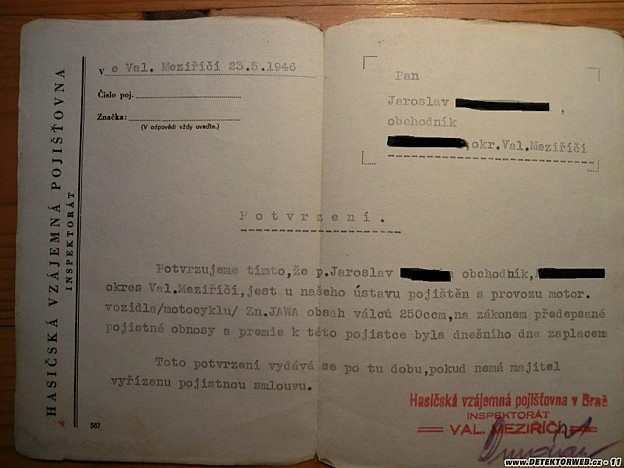 HASIČSKÁ VZÁJEMNÁ POJIŠŤOVNA
INSPEKTORÁT
V e Val. Meziříčí 23.5.1946
Číslo poj.
Značka:
(V odpovědi vždy uveďte.)
Pan
Jaroslav ,
obchodník
,okr.Val.Meziříčí
Potvrzení.
Potvrzujeme tímto,že p.Jaroslav obchodník,
okres Val.Meziříčí,jest u našeho ústavu pojištěn s provozu motor.
vozidla/motocyklu/ Zn.JAWA obsah válců 250ccm,na zákonem předepsané
pojistné obnosy a premie k této pojistce byla dnešního dne zaplacena
Toto potvrzení vydává se po tu dobu,pokud nemá majitel
vyřízenu pojistnou smlouvu.
Hasičská vzájemná pojišťovna v Brně
INSPEKTORÁT
VAL. MEZIŘÍČÍ
567
www.DETEKTORWEB.cz - 11